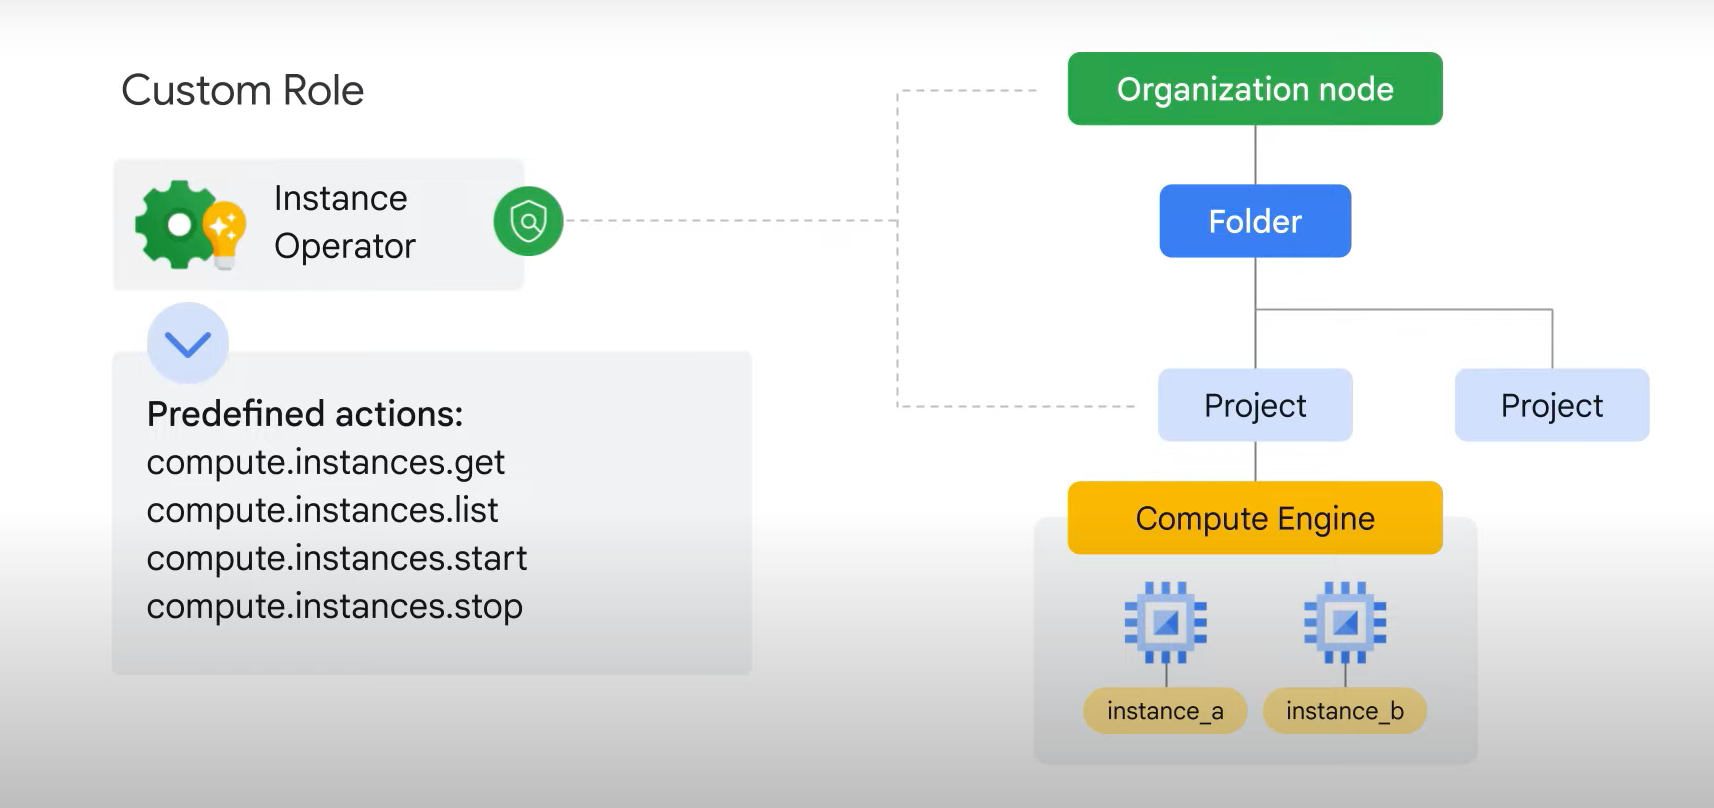 Custom Role
Instance
Operator
Predefined actions:
compute.instances.get
compute.instances.list
compute.instances.start
compute.instances.stop
Organization node
Folder
Project
Project
Compute Engine
instance_a
instance_b